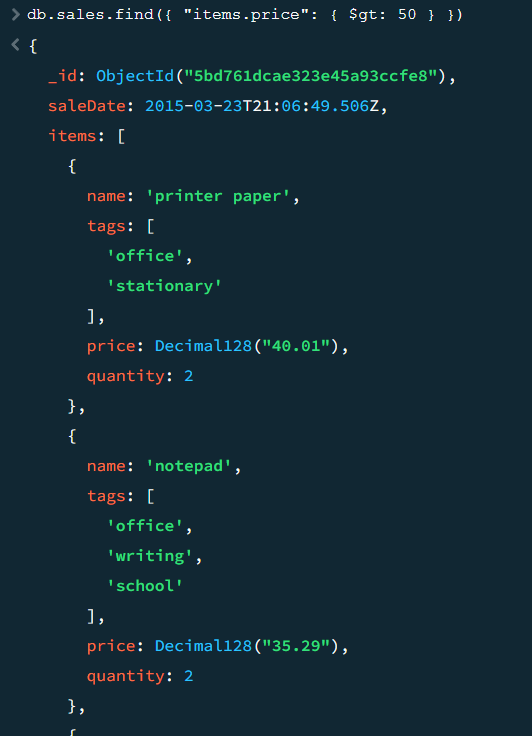 > db.sales.find({ "items.price": { $gt: 50 } })
< {
_id: ObjectId("5bd761dcae323e45a93ccfe8"),
saleDate: 2015-03-23T21:06:49.506Z,
items: [
{
name: 'printer paper',
tags: [
'office',
'stationary'
],
price: Decimal128("40.01"),
quantity: 2
},
{
name: 'notepad',
tags: [
'office',
'writing',
'school'
],
price: Decimal128("35.29"),
quantity: 2
},
{